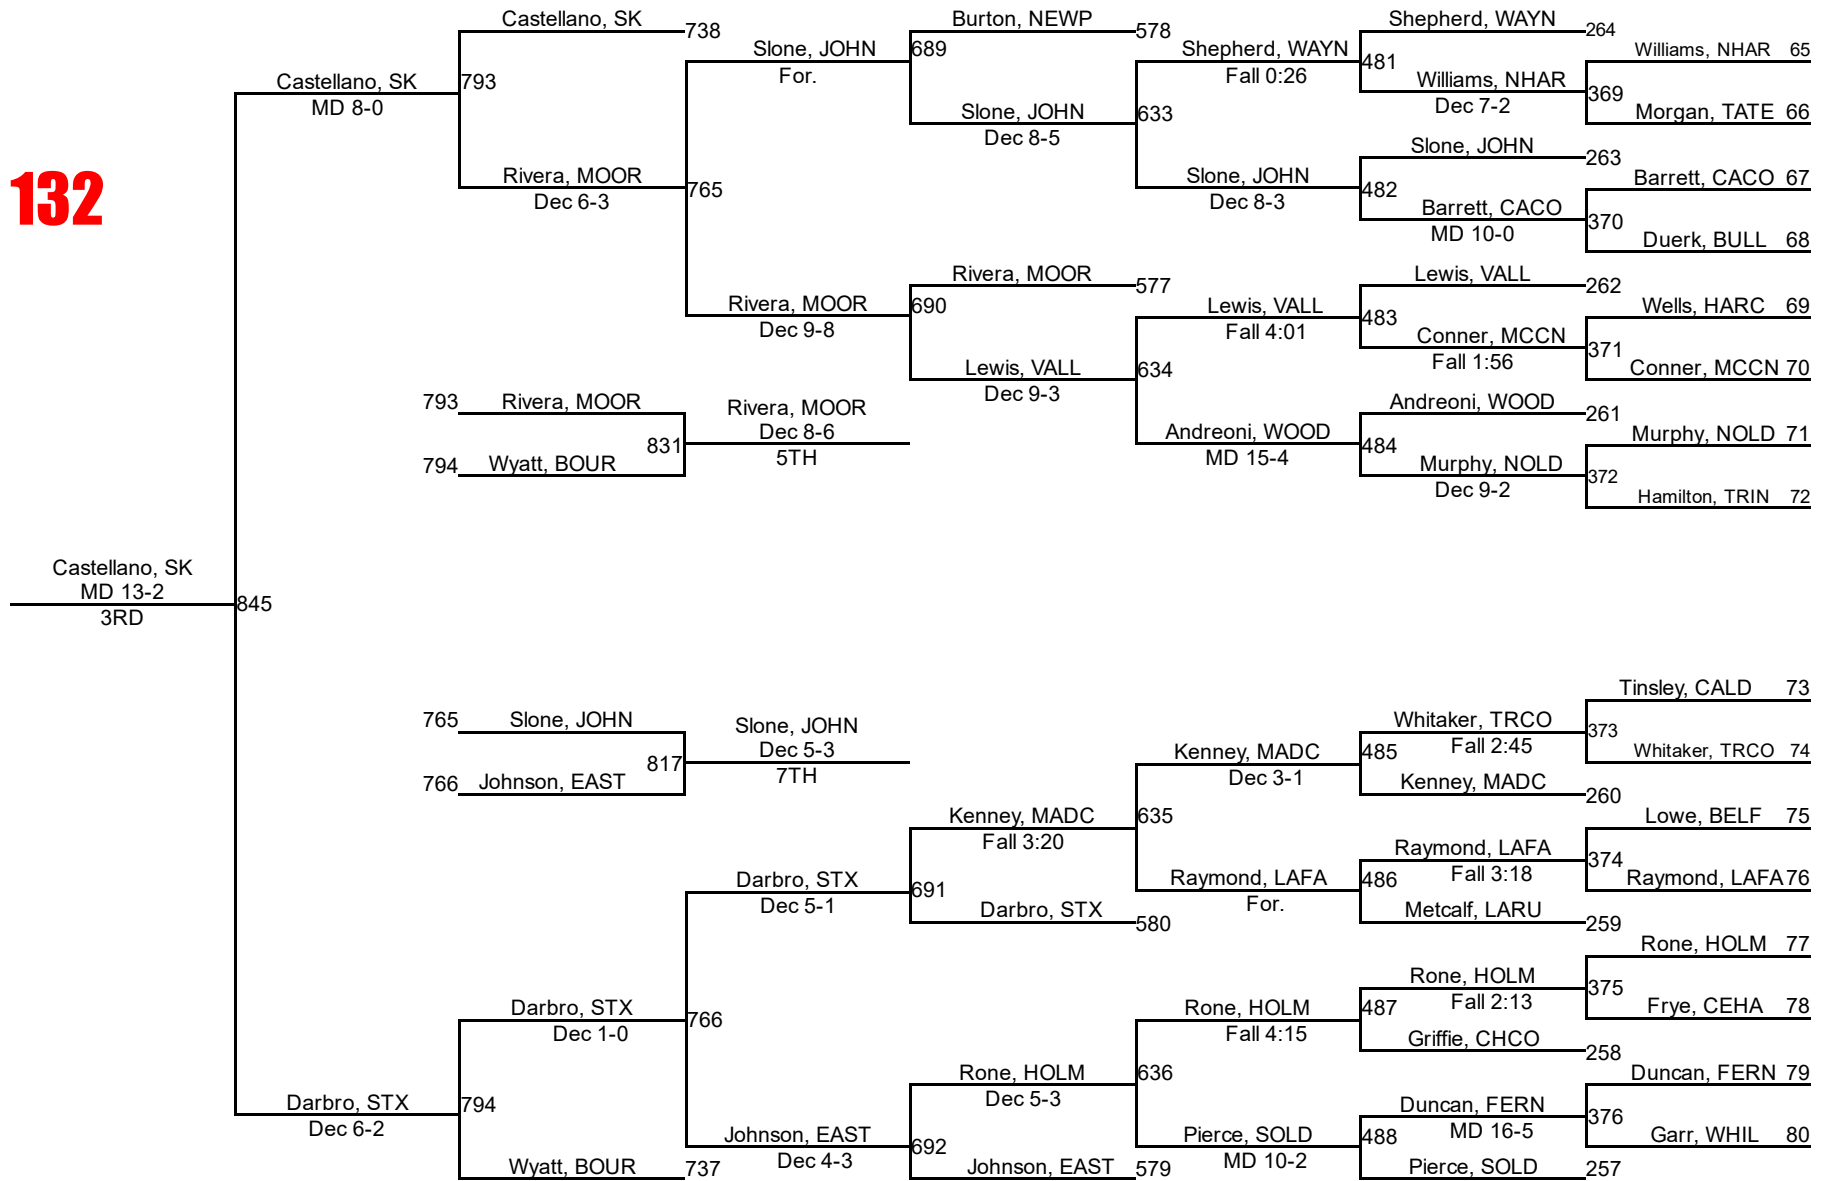 132
Castellano, SK
738
793
Castellano, SK
MD 8-0
Slone, JOHN
For.
689
Burton, NEWP
578
Slone, JOHN
Dec 8-5
633
Shepherd, WAYN
Fall 0:26
481
Shepherd, WAYN
264
Williams, NHAR
Dec 7-2
369
Williams, NHAR 65
Morgan, TATE 66
Slone, JOHN
Dec 8-3
482
Slone, JOHN
263
Barrett, CACO
MD 10-0
370
Barrett, CACO 67
Duerk, BULL 68
Rivera, MOOR
Dec 6-3
765
Rivera, MOOR
Dec 9-8
690
Rivera, MOOR
577
Lewis, VALL
Dec 9-3
634
Lewis, VALL
Fall 4:01
483
Lewis, VALL
262
Conner, MCCN
Fall 1:56
371
Wells, HARC 69
Conner, MCCN 70
Andreoni, WOOD
MD 15-4
484
Andreoni, WOOD
261
Murphy, NOLD
Dec 9-2
372
Murphy, NOLD 71
Hamilton, TRIN 72
793 Rivera, MOOR
794 Wyatt, BOUR
831
Rivera, MOOR
Dec 8-6
5TH
Castellano, SK
MD 13-2
3RD
845
765 Slone, JOHN
766 Johnson, EAST
817
Slone, JOHN
Dec 5-3
7TH
Darbro, STX
Dec 6-2
794
Darbro, STX
Dec 1-0
766
Darbro, STX
Dec 5-1
691
Kenney, MADC
Fall 3:20
635
Kenney, MADC
Dec 3-1
485
Whitaker, TRCO
Fall 2:45
373
Tinsley, CALD 73
Whitaker, TRCO 74
Kenney, MADC
260
Raymond, LAFA
For.
486
Raymond, LAFA
Fall 3:18
374
Lowe, BELF 75
Raymond, LAFA 76
Metcalf, LARU
259
Darbro, STX
580
Johnson, EAST
Dec 4-3
692
Rone, HOLM
Dec 5-3
636
Rone, HOLM
Fall 4:15
487
Rone, HOLM
Fall 2:13
375
Rone, HOLM 77
Frye, CEHA 78
Griffie, CHCO
258
Pierce, SOLD
MD 10-2
488
Duncan, FERN
MD 16-5
376
Duncan, FERN 79
Garr, WHIL 80
Pierce, SOLD
257
Johnson, EAST
579
Wyatt, BOUR
737